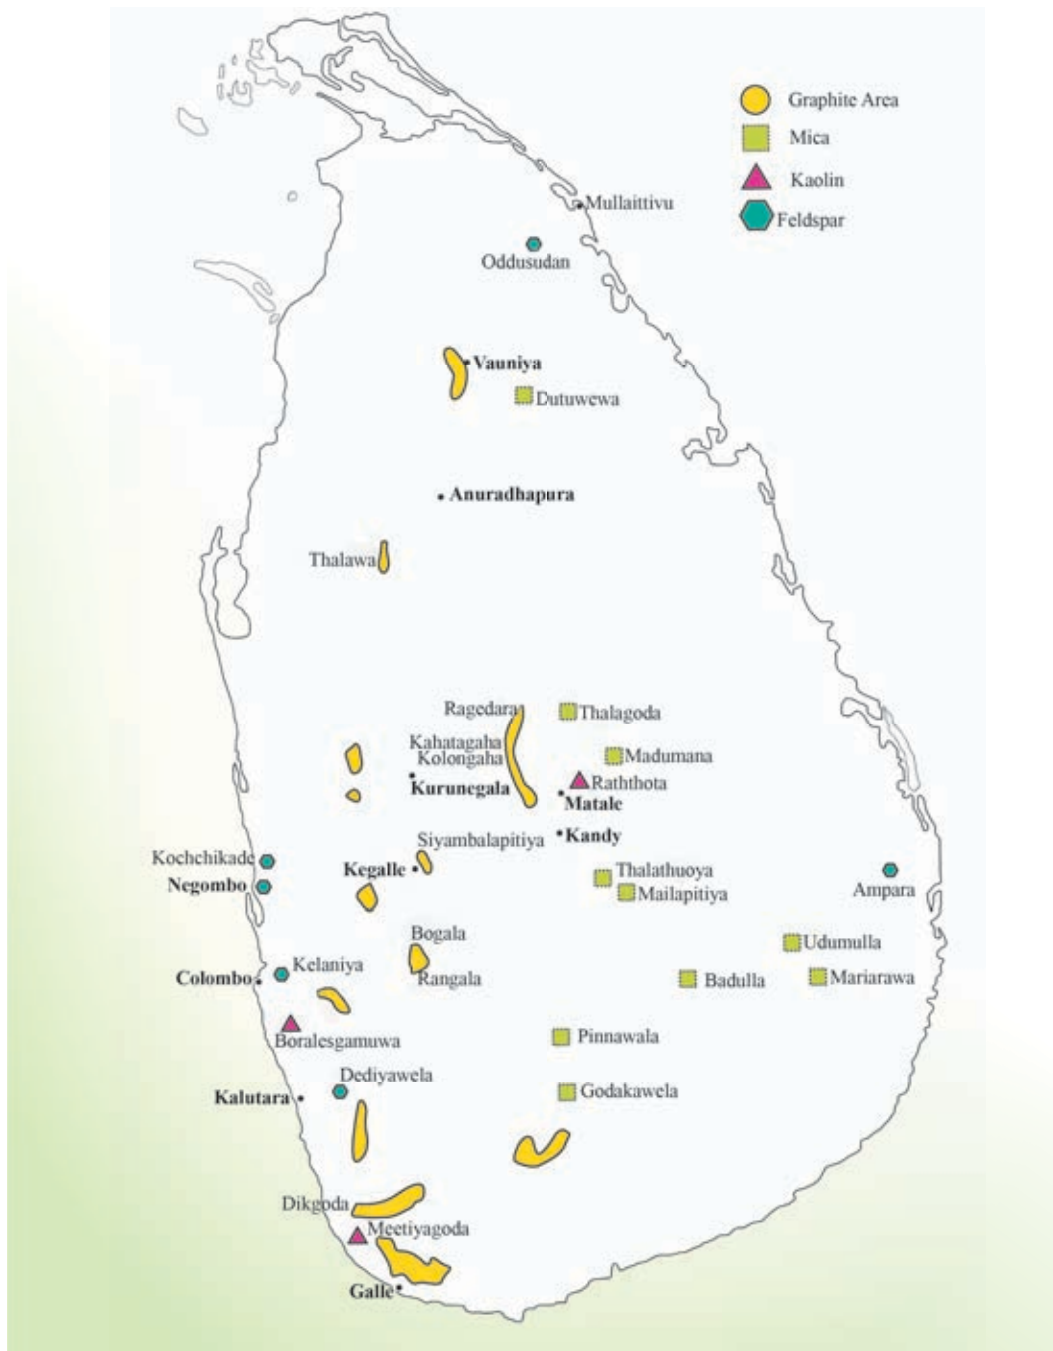 Graphite Area
Mica
Kaolin
Feldspar
Mullaittivu
Oddusudan
Vauniya
Dutuwewa
Anuradhapura
Thalawa
Ragedara
Thalagoda
Kahatagaha
Kolongaha
Madumana
Raththota
Kurunegala
Matale
Kandy
Siyambalapitiya
Kochchikade
Kegalle
Thalathuoya
Negombo
Mailapitiya
Ampara
Bogala
Udumulla
Kelaniya
Colombo
Rangala
Badulla
Mariarawa
Boralesgamuwa
Pinnawala
Dediyawela
Kalutara
Godakawela
Dikgoda
Meetiyagoda
Galle